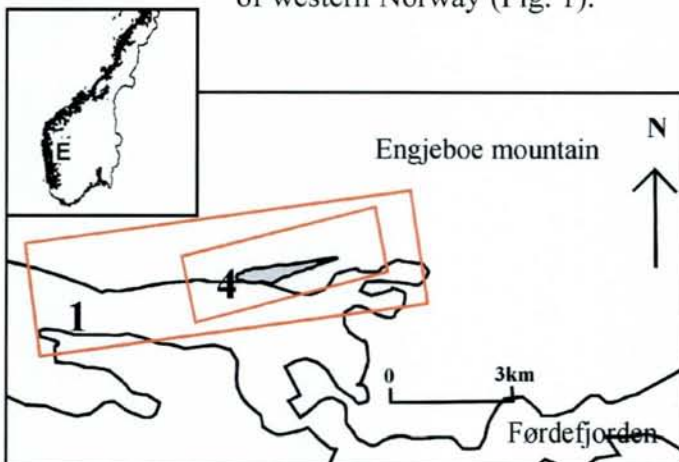 of western Norway (Fig. 1).
E
Engjeboe mountain
N
4
1
0 3km
Førdefjorden